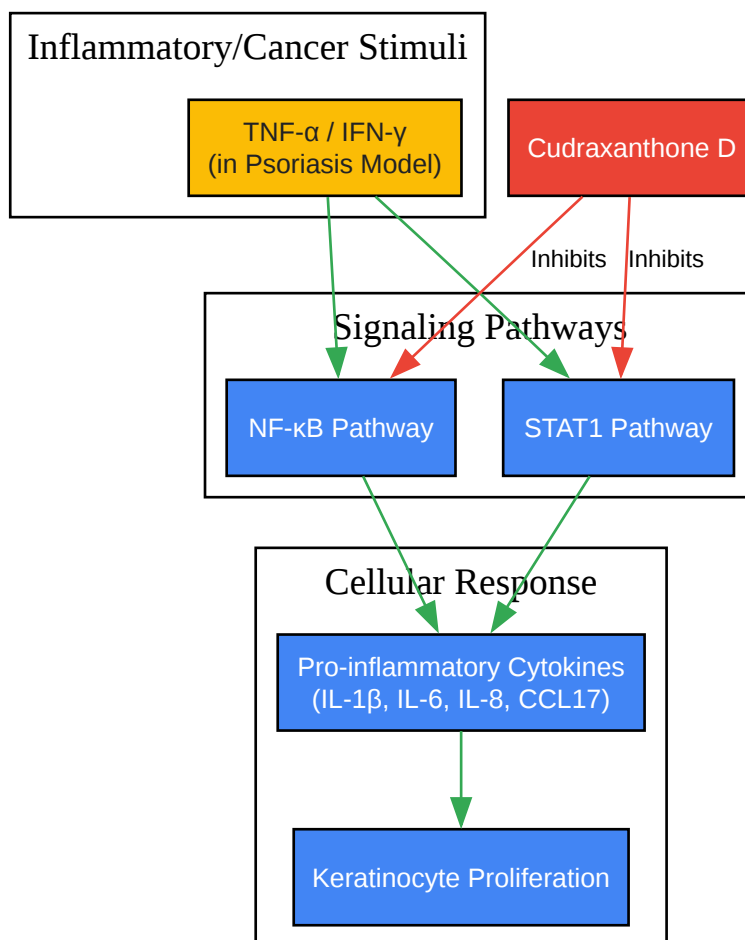 Inflammatory/Cancer Stimuli
TNF-α / IFN-γ
(in Psoriasis Model)
Cudraxanthone D
Inhibits
Inhibits
Signaling Pathways
NF-κB Pathway
STAT1 Pathway
Cellular Response
Pro-inflammatory Cytokines
(IL-1β, IL-6, IL-8, CCL17)
Keratinocyte Proliferation